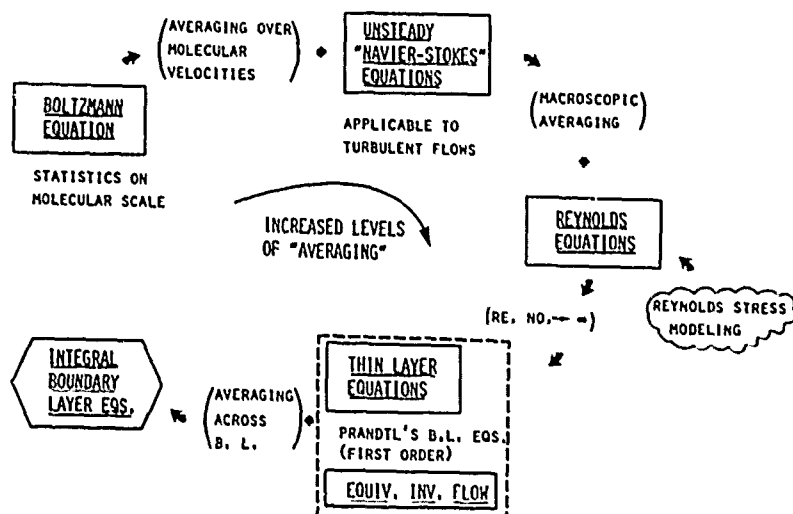 BOLTZMANN
EQUATION
STATISTICS ON
MOLECULAR SCALE
(AVERAGING OVER
MOLECULAR
VELOCITIES)
UNSTEADY
"NAVIER-STOKES"
EQUATIONS
APPLICABLE TO
TURBULENT FLOWS
(MACROSCOPIC
AVERAGING)
INCREASED LEVELS
OF "AVERAGING"
REYNOLDS
EQUATIONS
REYNOLDS STRESS
MODELING
(RE. NO.→ ∞)
THIN LAYER
EQUATIONS
PRANDTL'S B.L. EQS.
(FIRST ORDER)
EQUIV. INV. FLOW
(AVERAGING
ACROSS
B. L.)
INTEGRAL
BOUNDARY
LAYER EQS.